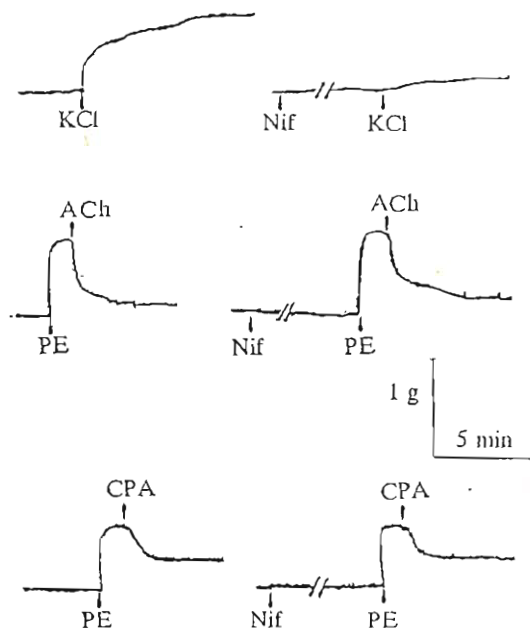 KCl Nif KCl
ACh ACh
PE Nif PE
1 g
5 min
CPA CPA
PE Nif PE